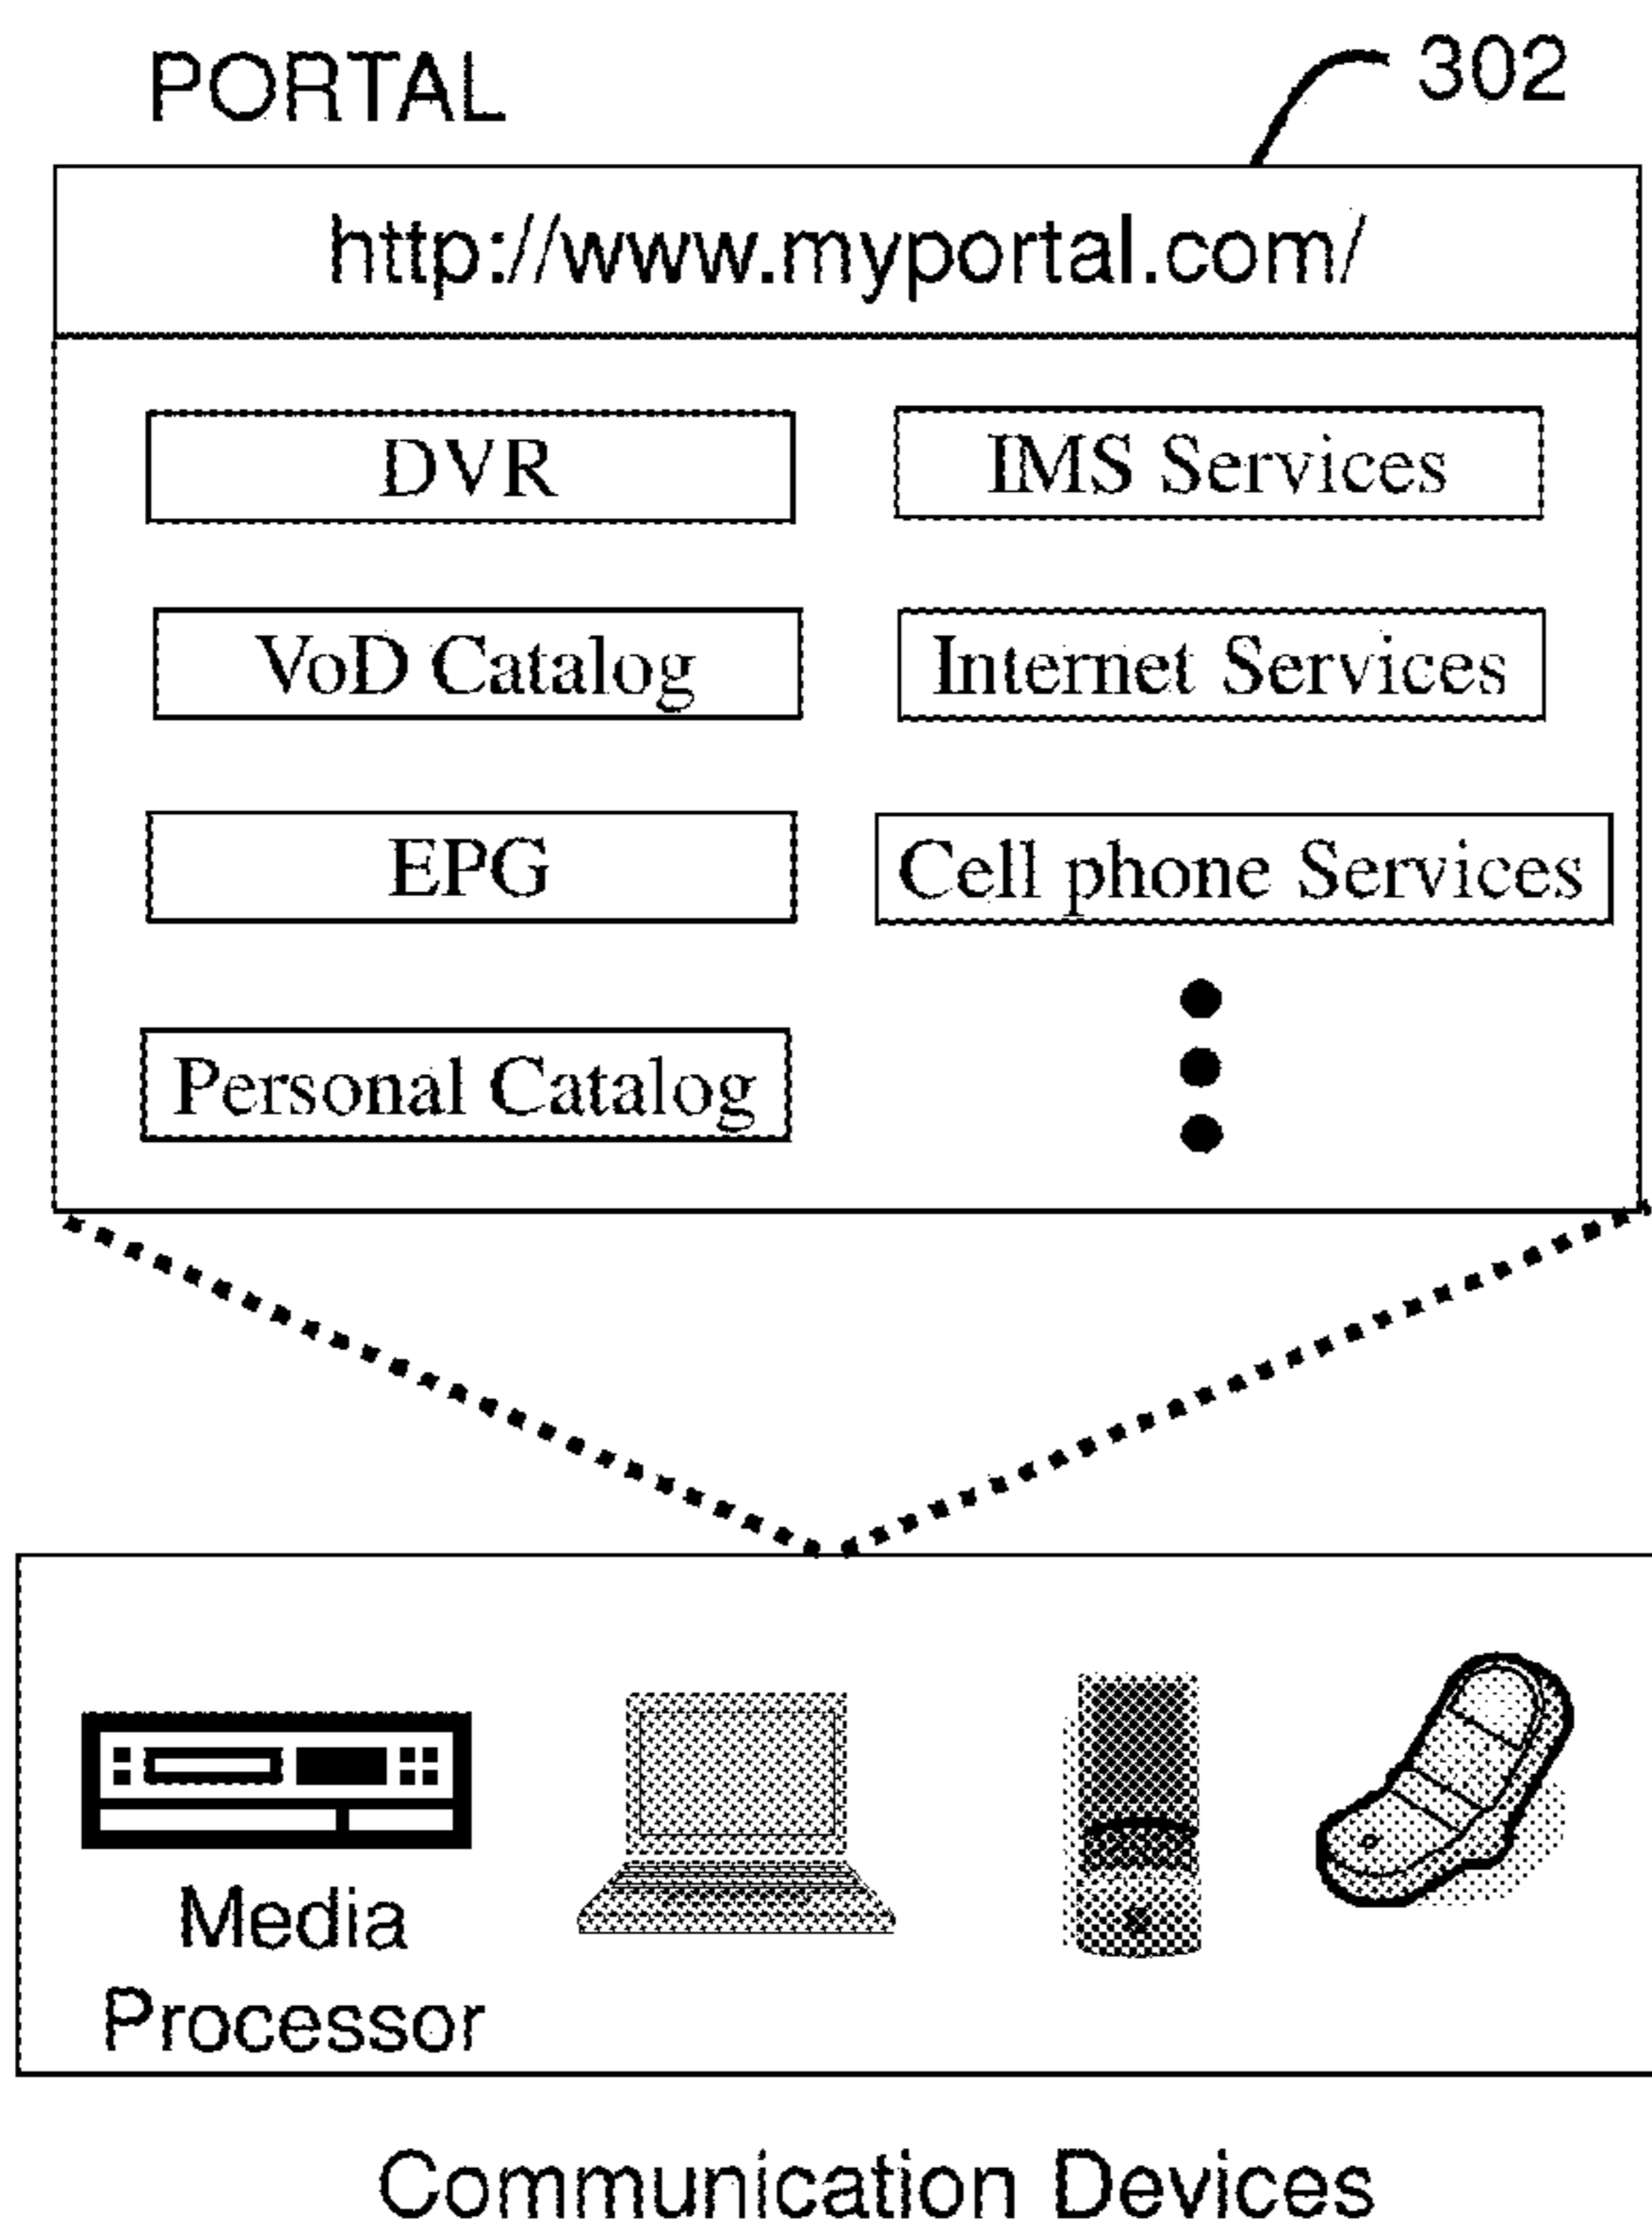 PORTAL
302
http://www.myportal.com/
DVR
IMS Services
VoD Catalog
Internet Services
EPG
Cell phone Services
Personal Catalog
Media
Processor
Communication Devices